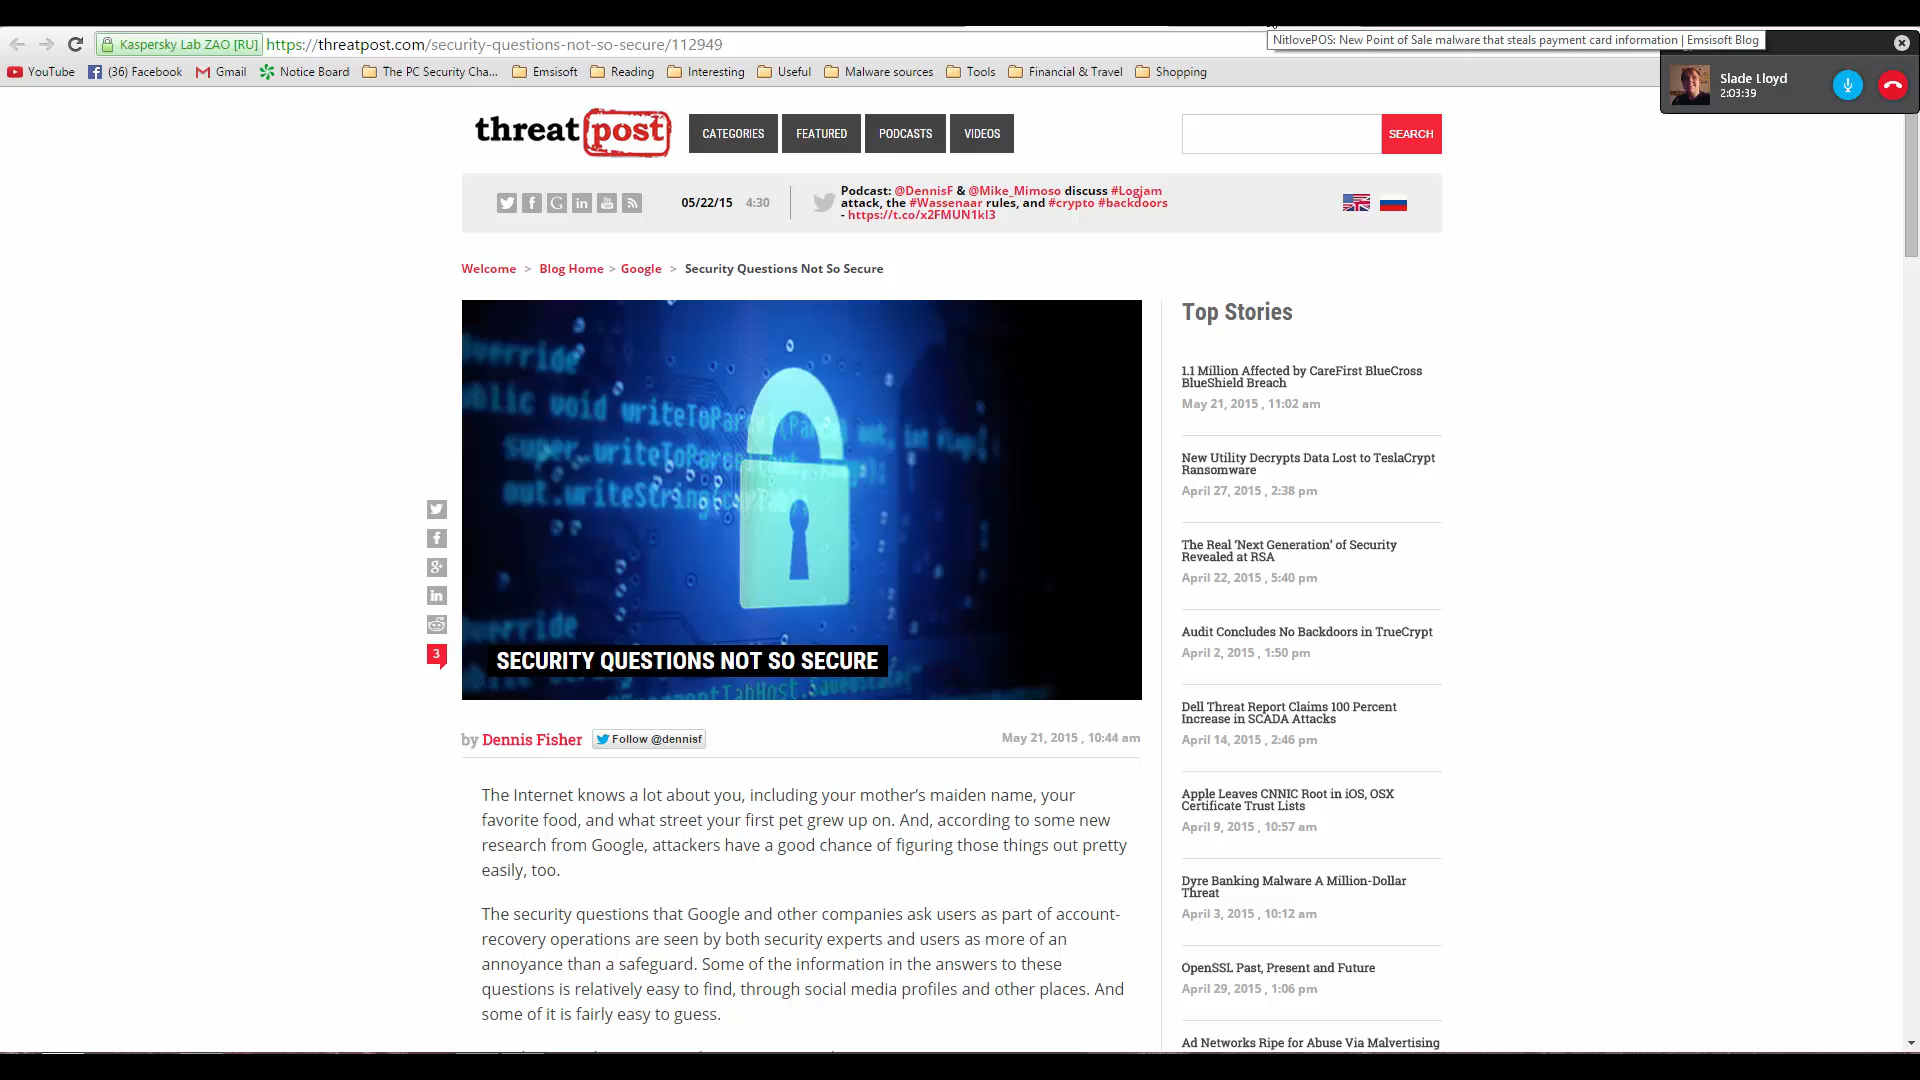 Kaspersky Lab ZAO [RU] https://threatpost.com/security-questions-not-so-secure/112949
NitlovePOS: New Point of Sale malware that steals payment card information | Emsisoft Blog
YouTube (36) Facebook Gmail Notice Board The PC Security Cha... Emsisoft Reading Interesting Useful Malware sources Tools Financial & Travel Shopping
Slade Lloyd
2:03:39
threatpost CATEGORIES FEATURED PODCASTS VIDEOS SEARCH
05/22/15 4:30
Podcast: @DennisF & @Mike_Mimoso discuss #Logjam
attack, the #Wassenaar rules, and #crypto #backdoors
- https://t.co/x2FMUN1kI3
Welcome > Blog Home > Google > Security Questions Not So Secure
override
public void writeToParcel(Parcel out, int flags)
super.writeToParcel
out.writeString
override
SECURITY QUESTIONS NOT SO SECURE
3
by Dennis Fisher Follow @dennisf May 21, 2015 , 10:44 am
The Internet knows a lot about you, including your mother's maiden name, your
favorite food, and what street your first pet grew up on. And, according to some new
research from Google, attackers have a good chance of figuring those things out pretty
easily, too.
The security questions that Google and other companies ask users as part of account-
recovery operations are seen by both security experts and users as more of an
annoyance than a safeguard. Some of the information in the answers to these
questions is relatively easy to find, through social media profiles and other places. And
some of it is fairly easy to guess.
Top Stories
1.1 Million Affected by CareFirst BlueCross
BlueShield Breach
May 21, 2015 , 11:02 am
New Utility Decrypts Data Lost to TeslaCrypt
Ransomware
April 27, 2015 , 2:38 pm
The Real ‘Next Generation’ of Security
Revealed at RSA
April 22, 2015 , 5:40 pm
Audit Concludes No Backdoors in TrueCrypt
April 2, 2015 , 1:50 pm
Dell Threat Report Claims 100 Percent
Increase in SCADA Attacks
April 14, 2015 , 2:46 pm
Apple Leaves CNNIC Root in iOS, OSX
Certificate Trust Lists
April 9, 2015 , 10:57 am
Dyre Banking Malware A Million-Dollar
Threat
April 3, 2015 , 10:12 am
OpenSSL Past, Present and Future
April 29, 2015 , 1:06 pm
Ad Networks Ripe for Abuse Via Malvertising